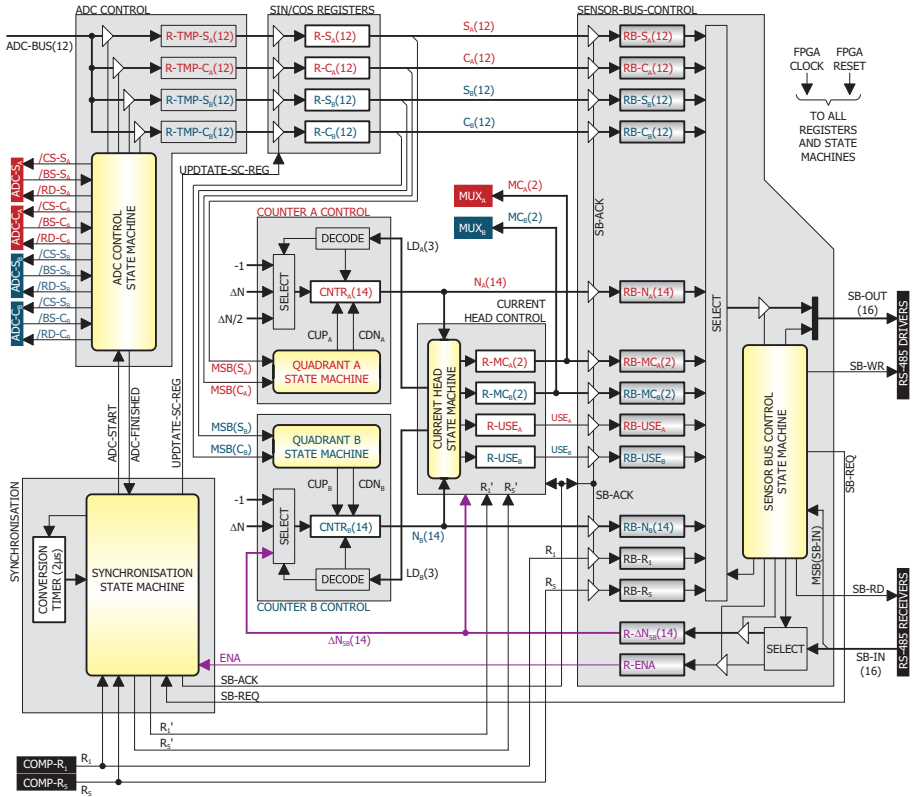 ADC CONTROL
SIN/COS REGISTERS
SENSOR-BUS-CONTROL
ADC-BUS(12)
R-TMP-SA(12)
R-SA(12)
SA(12)
RB-SA(12)
R-TMP-CA(12)
R-CA(12)
CA(12)
RB-CA(12)
R-TMP-SB(12)
R-SB(12)
SB(12)
RB-SB(12)
R-TMP-CB(12)
R-CB(12)
CB(12)
RB-CB(12)
FPGA CLOCK
FPGA RESET
TO ALL
REGISTERS
AND STATE
MACHINES
UPDTATE-SC-REG
ADC-SA
/CS-SA
/BS-SA
/RD-SA
ADC-CA
/CS-CA
/BS-CA
/RD-CA
ADC-SB
/CS-SB
/BS-SB
/RD-SB
ADC-CB
/CS-CB
/BS-CB
/RD-CB
ADC CONTROL
STATE MACHINE
MUXA
MCA(2)
MUXB
MCB(2)
SB-ACK
COUNTER A CONTROL
DECODE
LDA(3)
-1
ΔN
ΔN/2
SELECT
CNTRA(14)
NA(14)
RB-NA(14)
CUPA
CDNA
QUADRANT A
STATE MACHINE
MSB(SA)
MSB(CA)
CURRENT
HEAD CONTROL
CURRENT HEAD
STATE MACHINE
R-MCA(2)
RB-MCA(2)
R-MCB(2)
RB-MCB(2)
R-USEA
USEA
RB-USEA
R-USEB
USEB
RB-USEB
R1'
R5'
SB-ACK
SELECT
SB-OUT
(16)
SB-WR
RS-485 DRIVERS
SENSOR BUS CONTROL
STATE MACHINE
SB-REQ
MSB(SB-IN)
ADC-START
ADC-FINISHED
UPDTATE-SC-REG
MSB(SB)
MSB(CB)
QUADRANT B
STATE MACHINE
CUPB
CDNB
-1
ΔN
SELECT
CNTRB(14)
NB(14)
RB-NB(14)
DECODE
LDB(3)
COUNTER B CONTROL
R1
RB-R1
R5
RB-R5
SYNCHRONISATION
CONVERSION
TIMER (2µs)
SYNCHRONISATION
STATE MACHINE
ΔNSB(14)
R-ΔNSB(14)
ENA
R-ENA
SELECT
SB-RD
SB-IN
(16)
RS-485 RECEIVERS
SB-ACK
SB-REQ
R1'
R5'
COMP-R1
R1
COMP-R5
R5